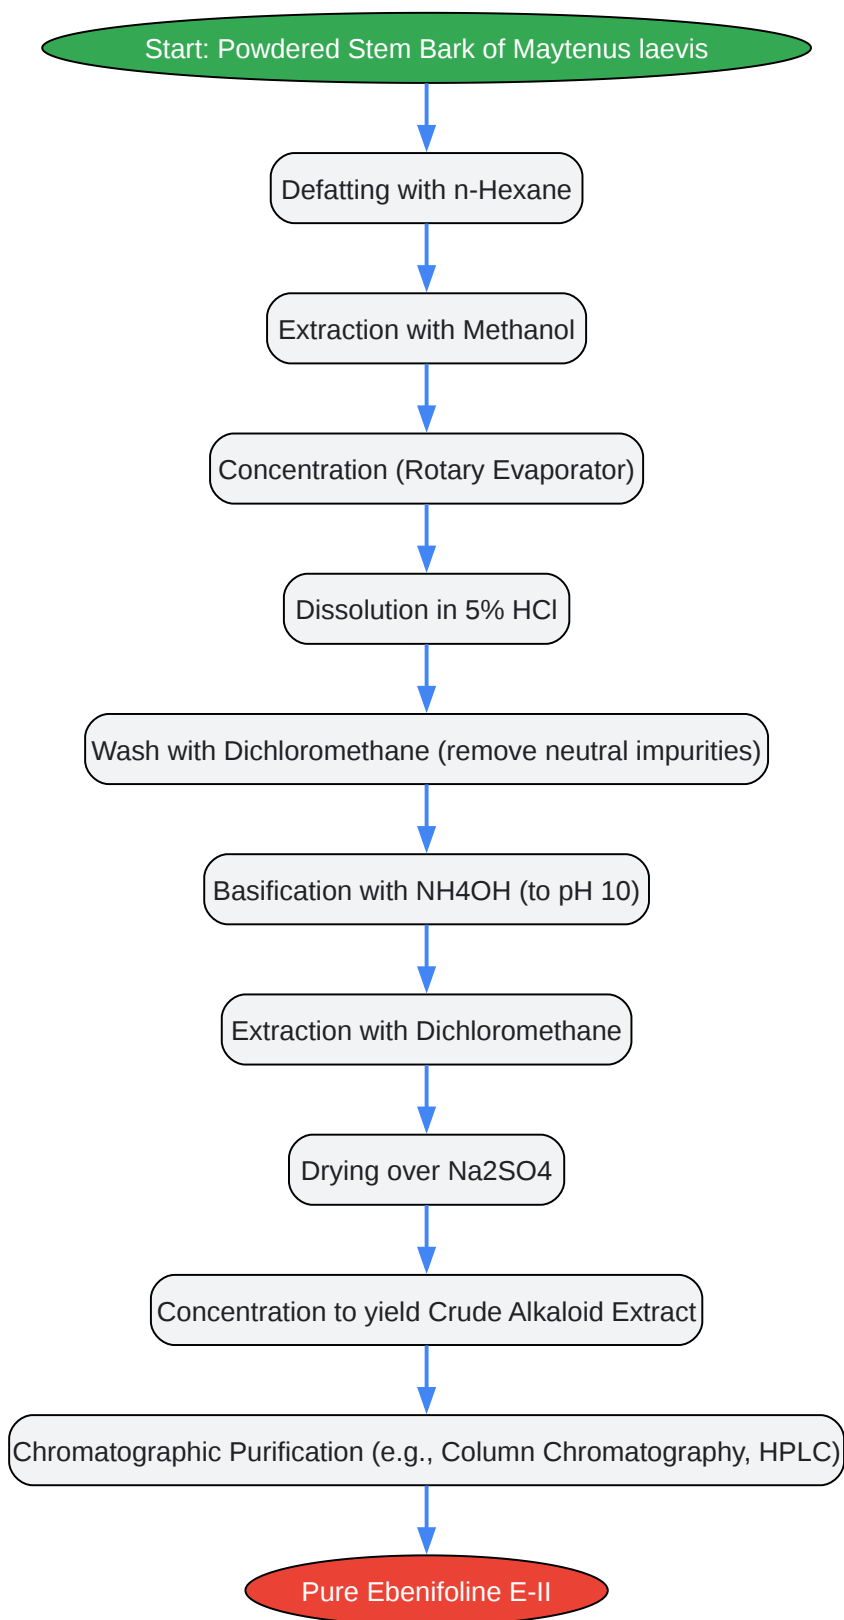 Start: Powdered Stem Bark of Maytenus laevis
Defatting with n-Hexane
Extraction with Methanol
Concentration (Rotary Evaporator)
Dissolution in 5% HCl
Wash with Dichloromethane (remove neutral impurities)
Basification with NH4OH (to pH 10)
Extraction with Dichloromethane
Drying over Na2SO4
Concentration to yield Crude Alkaloid Extract
Chromatographic Purification (e.g., Column Chromatography, HPLC)
Pure Ebenifoline E-II